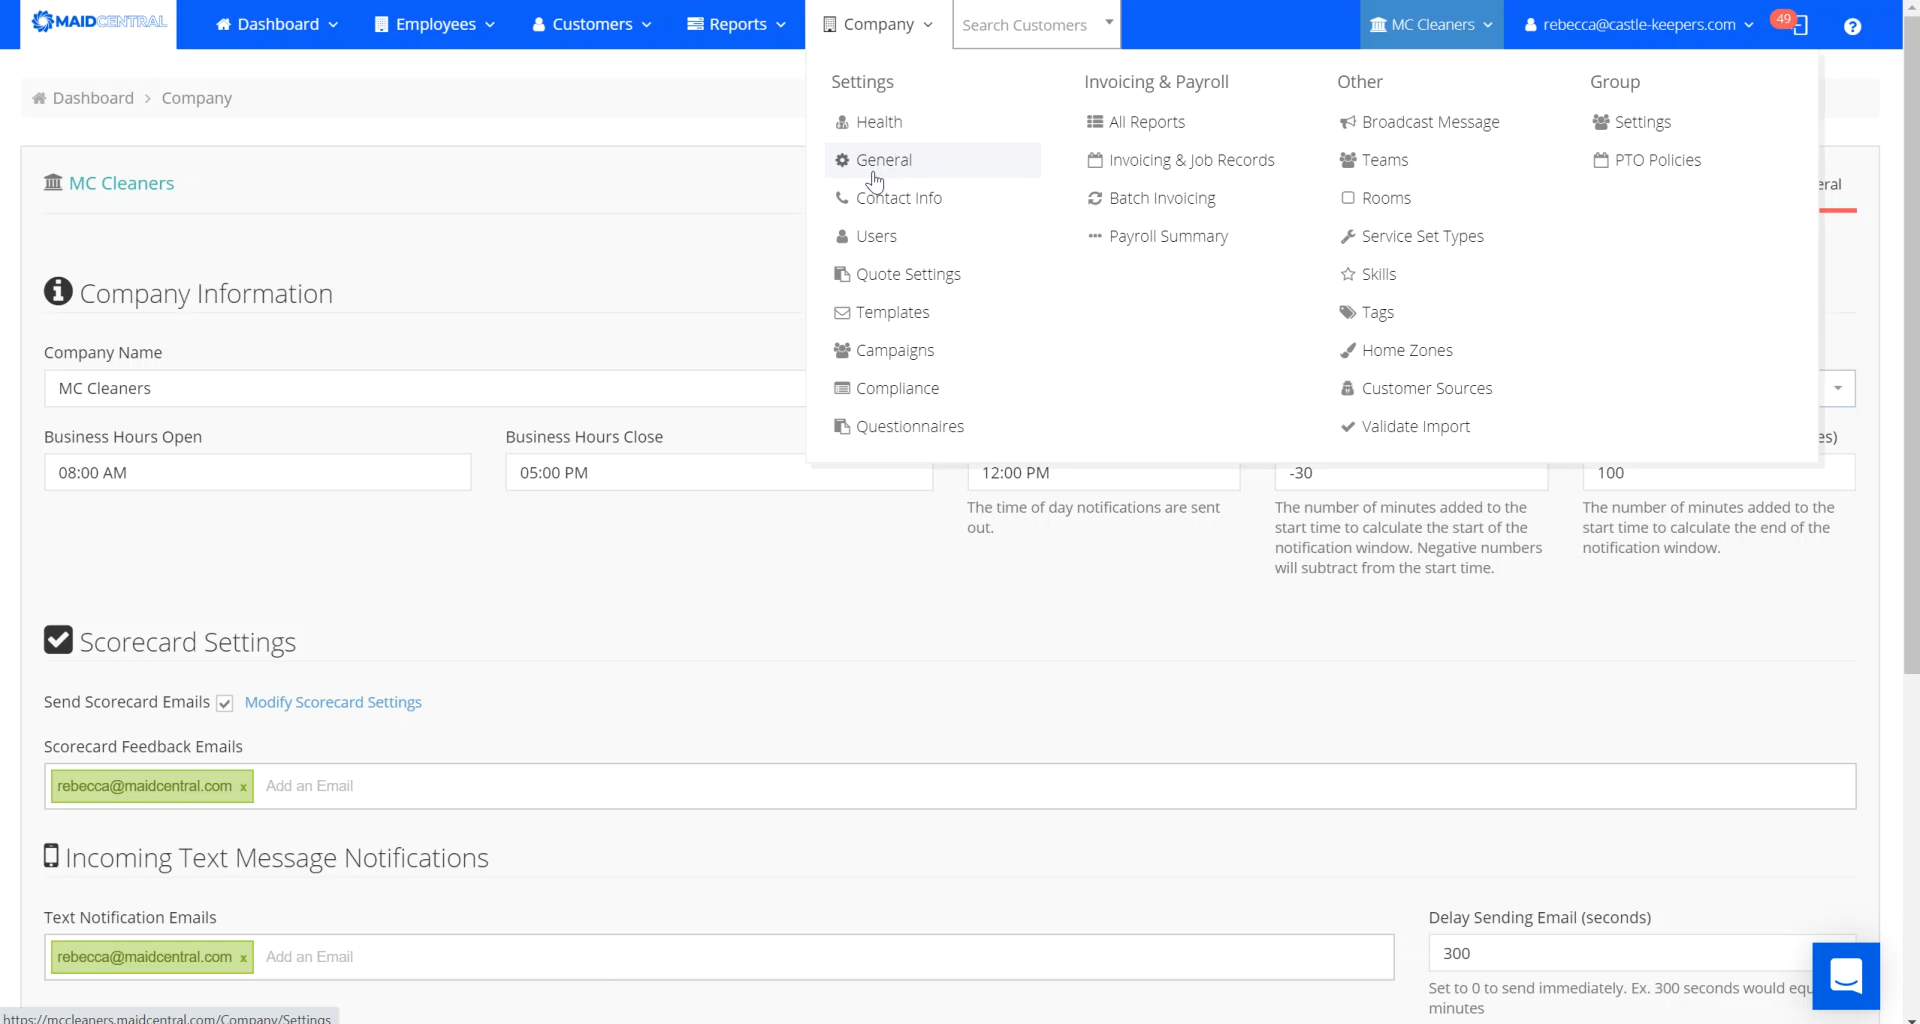 MAIDCENTRAL
Dashboard
Employees
Customers
Reports
Company
Search Customers
MC Cleaners
rebecca@castle-keepers.com
49
Dashboard > Company
Settings
Health
General
Contact Info
Users
Quote Settings
Templates
Campaigns
Compliance
Questionnaires
Invoicing & Payroll
All Reports
Invoicing & Job Records
Batch Invoicing
Payroll Summary
Other
Broadcast Message
Teams
Rooms
Service Set Types
Skills
Tags
Home Zones
Customer Sources
Validate Import
Group
Settings
PTO Policies
MC Cleaners
eral
Company Information
Company Name
MC Cleaners
Business Hours Open
08:00 AM
Business Hours Close
05:00 PM
12:00 PM
The time of day notifications are sent
out.
-30
The number of minutes added to the
start time to calculate the start of the
notification window. Negative numbers
will subtract from the start time.
es)
100
The number of minutes added to the
start time to calculate the end of the
notification window.
Scorecard Settings
Send Scorecard Emails
Modify Scorecard Settings
Scorecard Feedback Emails
rebecca@maidcentral.com x
Add an Email
Incoming Text Message Notifications
Text Notification Emails
rebecca@maidcentral.com x
Add an Email
Delay Sending Email (seconds)
300
Set to 0 to send immediately. Ex. 300 seconds would equ
minutes
https://mccleaners.maidcentral.com/Company/Settings